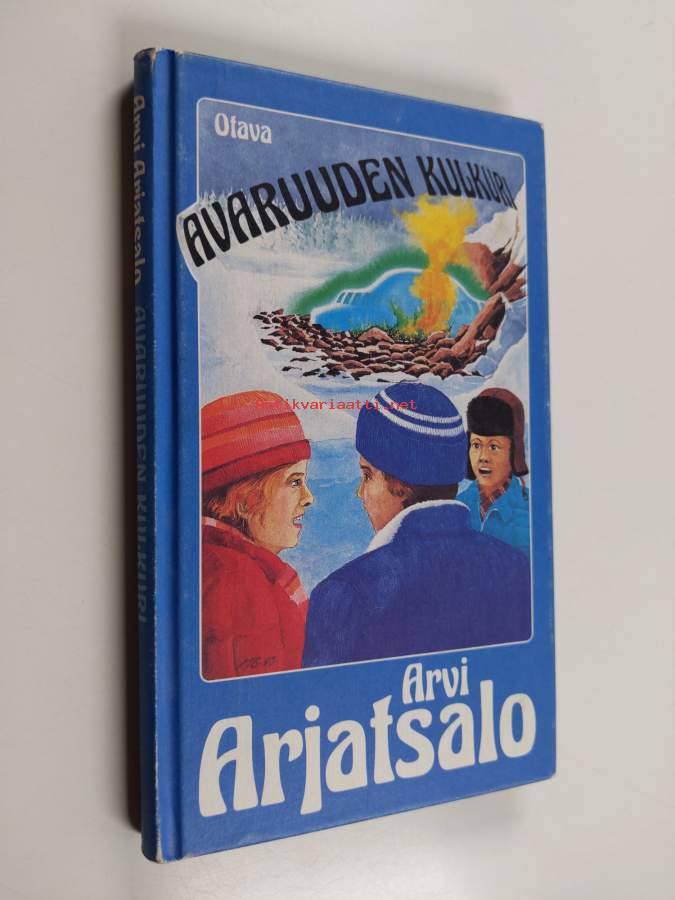 Arvi Arjatsalo AVARUUDEN KULKURI
Otava
AVARUUDEN KULKURI
antikvariaatti.net
Arvi
Arjatsalo